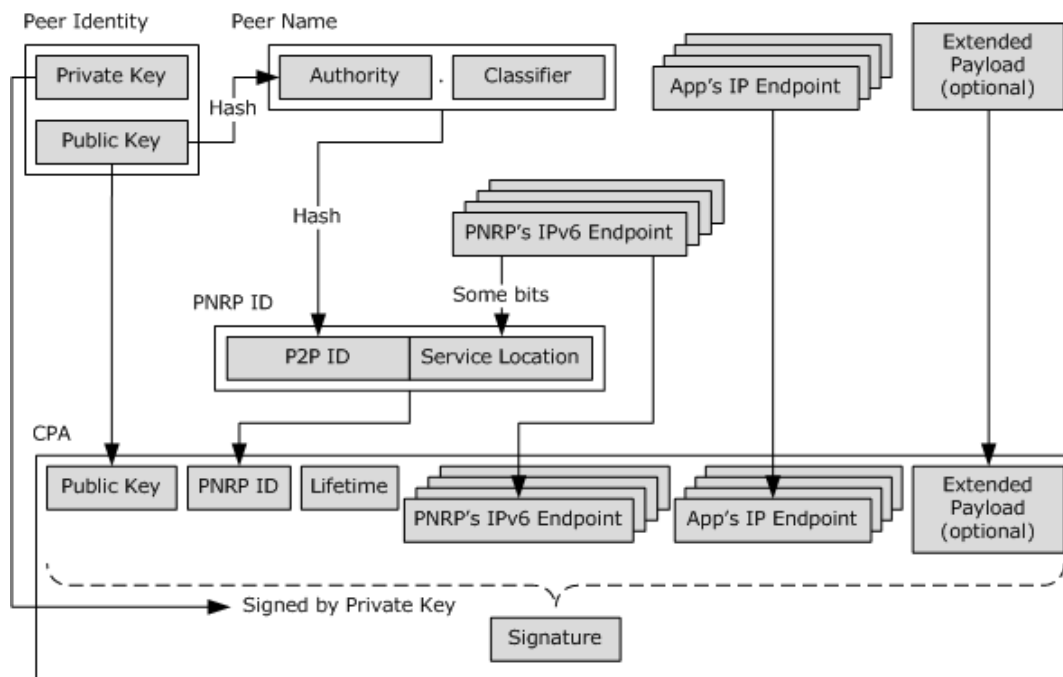 Peer Identity
Peer Name
Private Key
Authority
.
Classifier
Hash
Public Key
App's IP Endpoint
Extended
Payload
(optional)
Hash
PNRP's IPv6 Endpoint
Some bits
PNRP ID
P2P ID
Service Location
CPA
Public Key
PNRP ID
Lifetime
PNRP's IPv6 Endpoint
App's IP Endpoint
Extended
Payload
(optional)
Signed by Private Key
Signature